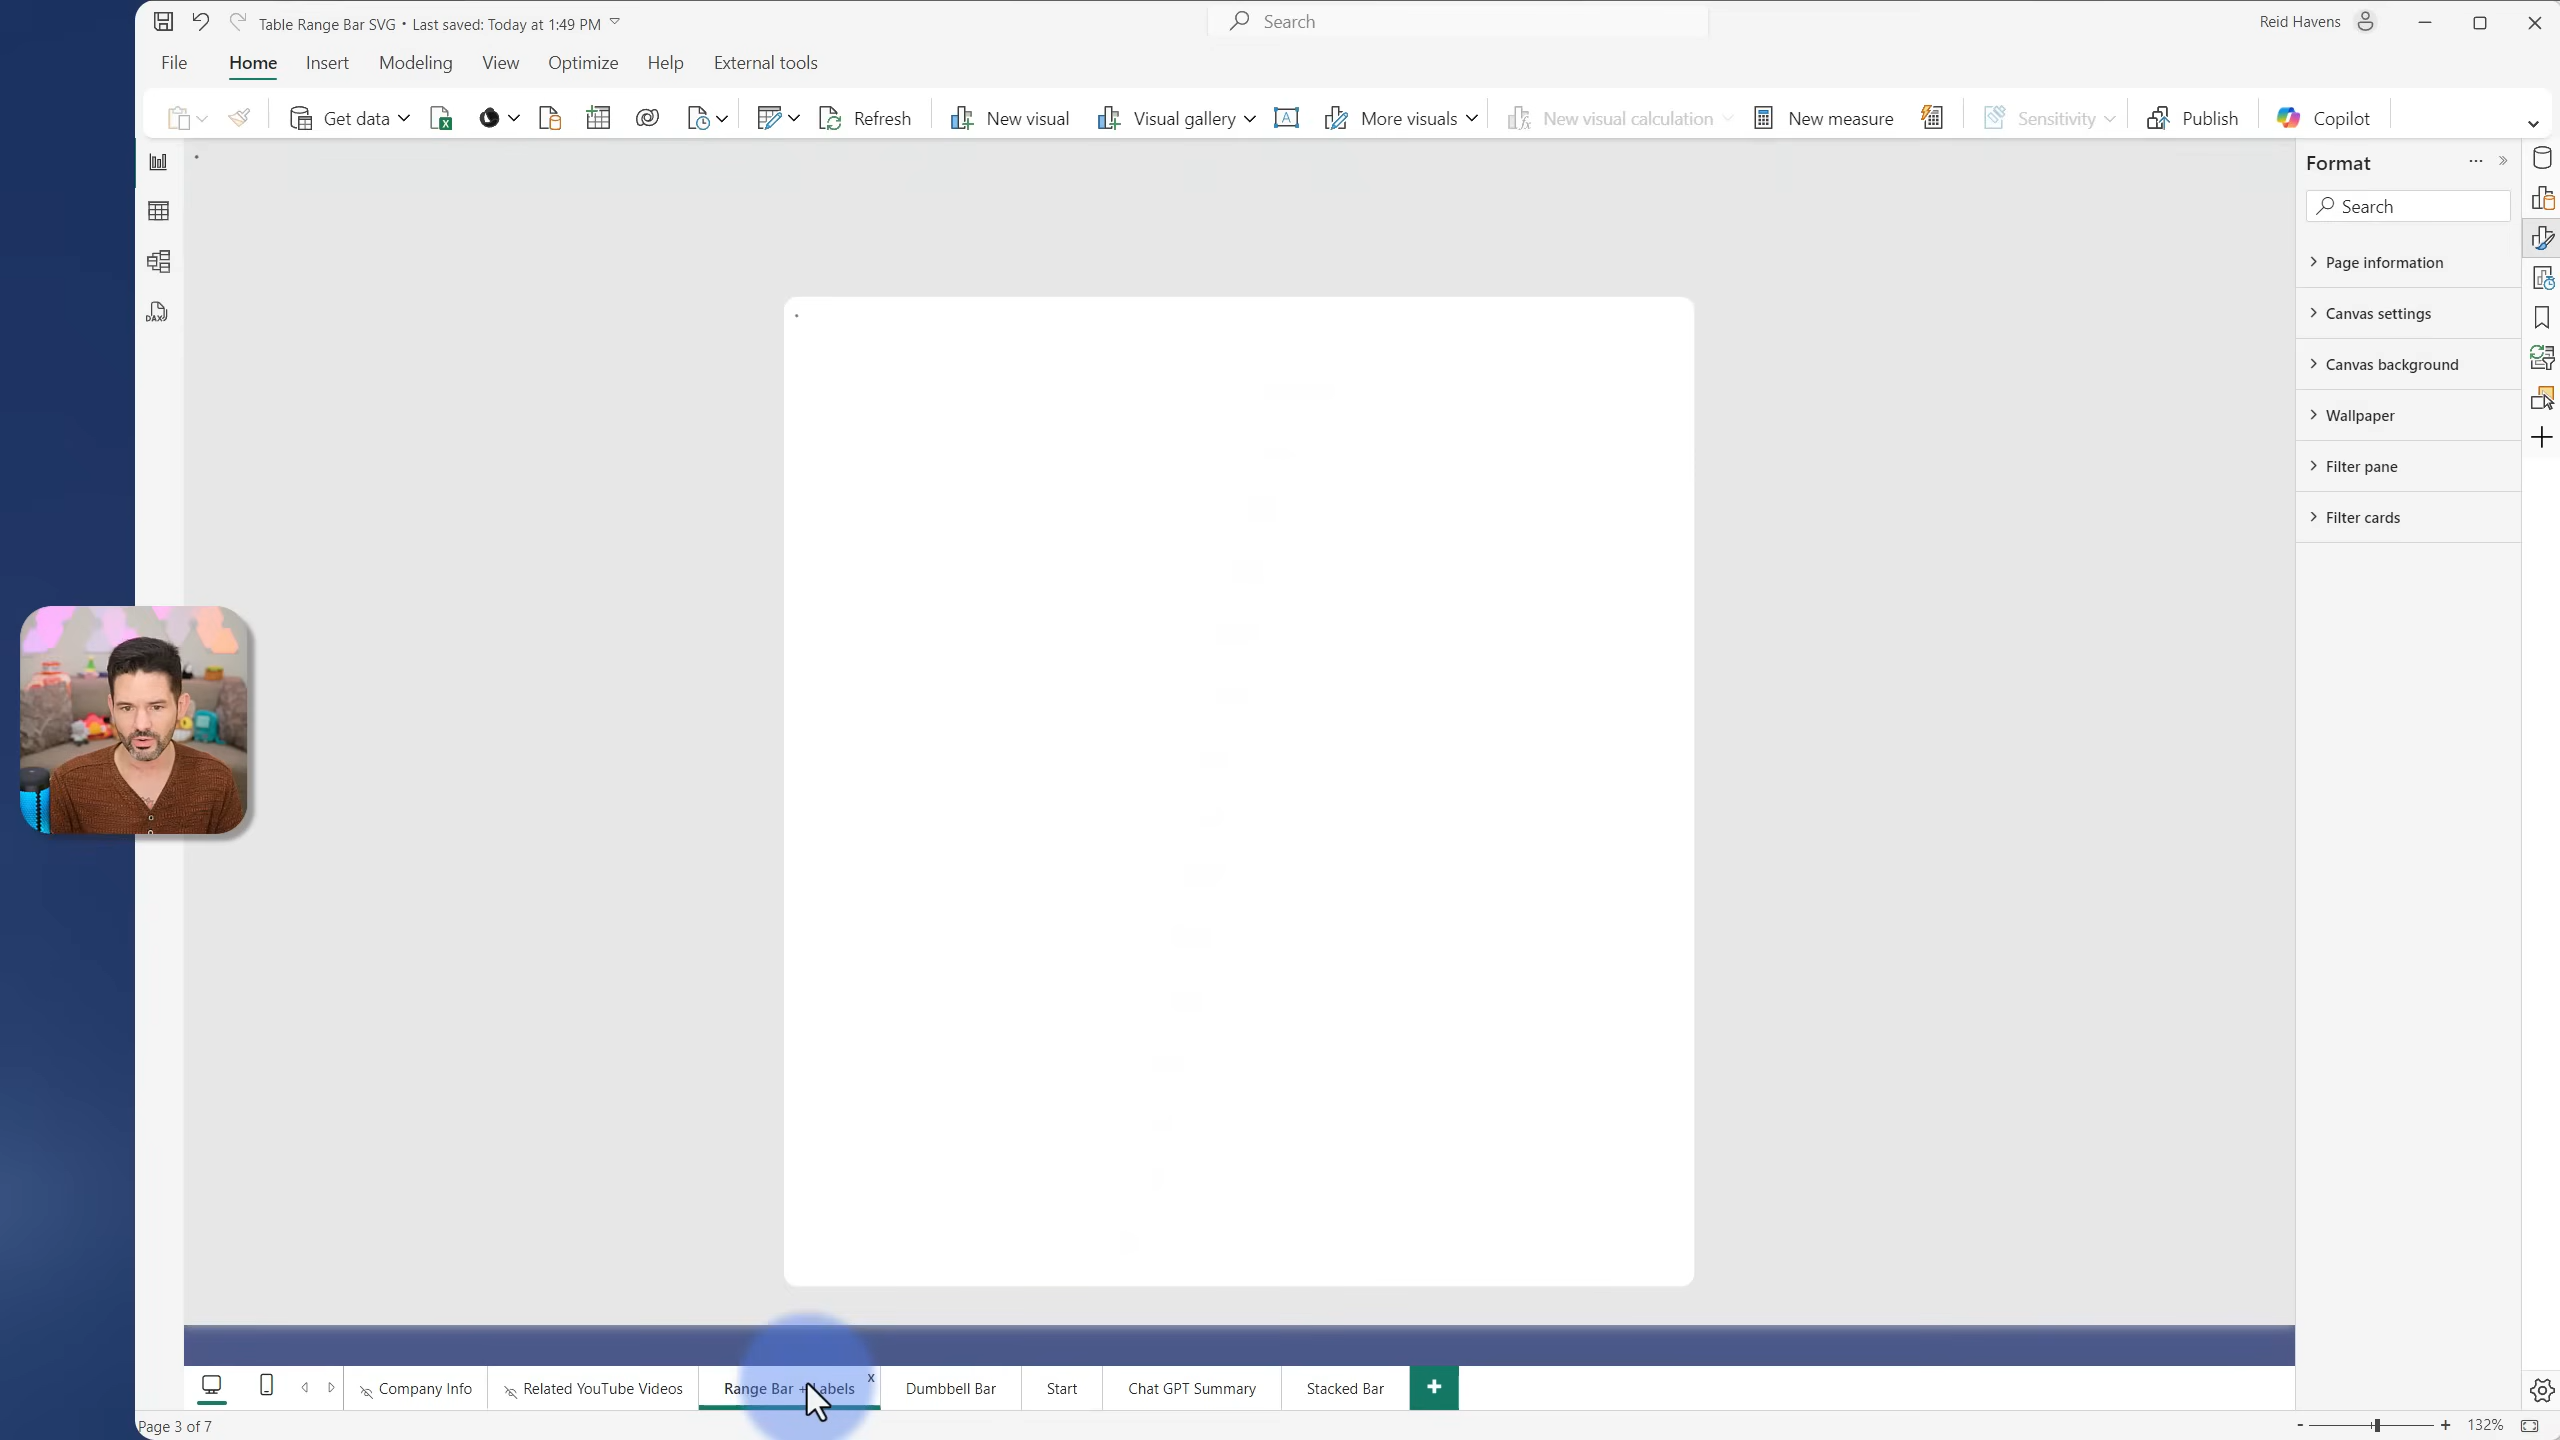 Table Range Bar SVG • Last saved: Today at 1:49 PM
Search
Reid Havens
File Home Insert Modeling View Optimize Help External tools
Get data Refresh New visual Visual gallery A More visuals New visual calculation New measure Sensitivity Publish Copilot
Format
Search
Page information
Canvas settings
Canvas background
Wallpaper
Filter pane
Filter cards
DAX
Company Info Related YouTube Videos Range Bar + Labels x Dumbbell Bar Start Chat GPT Summary Stacked Bar +
Page 3 of 7
- + 132%